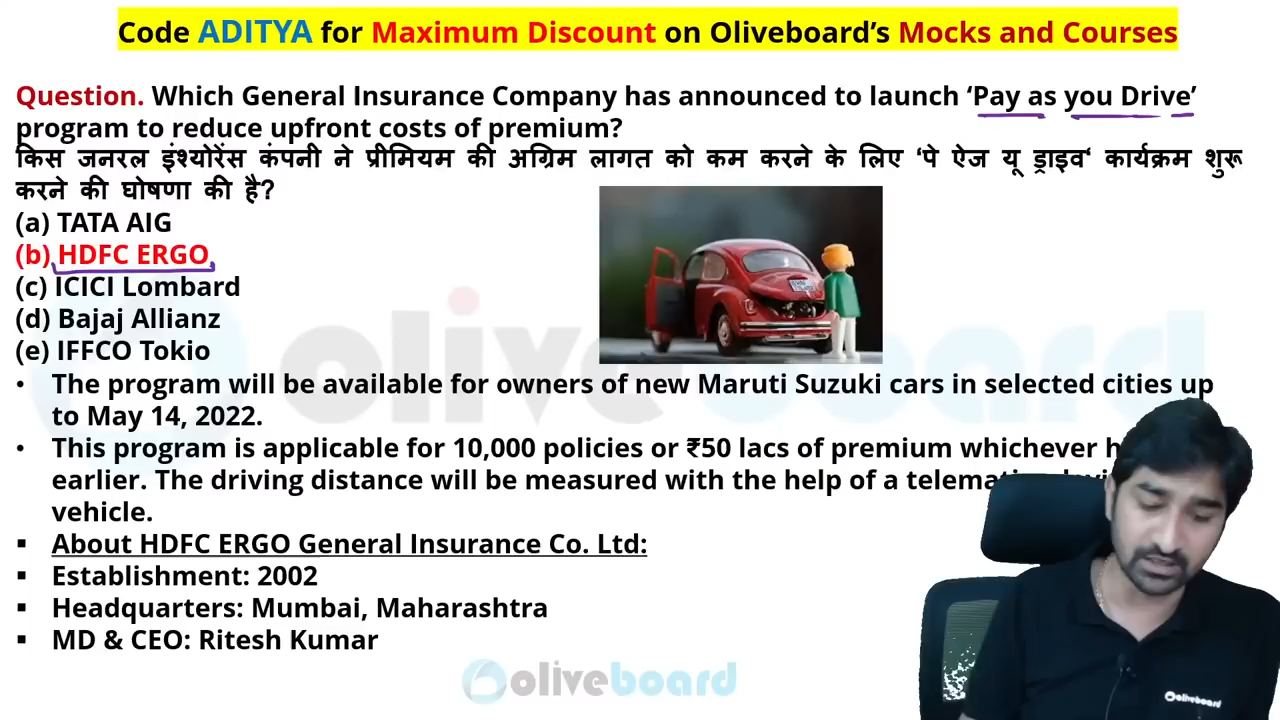 Code ADITYA for Maximum Discount on Oliveboard's Mocks and Courses
Question. Which General Insurance Company has announced to launch ‘Pay as you Drive’
program to reduce upfront costs of premium?
किस जनरल इंश्योरेंस कंपनी ने प्रीमियम की अग्रिम लागत को कम करने के लिए ‘पे ऐज यू ड्राइव‘ कार्यक्रम शुरू
करने की घोषणा की है?
(a) TATA AIG
(b) HDFC ERGO
(c) ICICI Lombard
(d) Bajaj Allianz
(e) IFFCO Tokio
• The program will be available for owners of new Maruti Suzuki cars in selected cities up
to May 14, 2022.
• This program is applicable for 10,000 policies or ₹50 lacs of premium whichever
earlier. The driving distance will be measured with the help of a
vehicle.
▪ About HDFC ERGO General Insurance Co. Ltd:
▪ Establishment: 2002
▪ Headquarters: Mumbai, Maharashtra
▪ MD & CEO: Ritesh Kumar
oliveboard
oliveboard
oliveboard